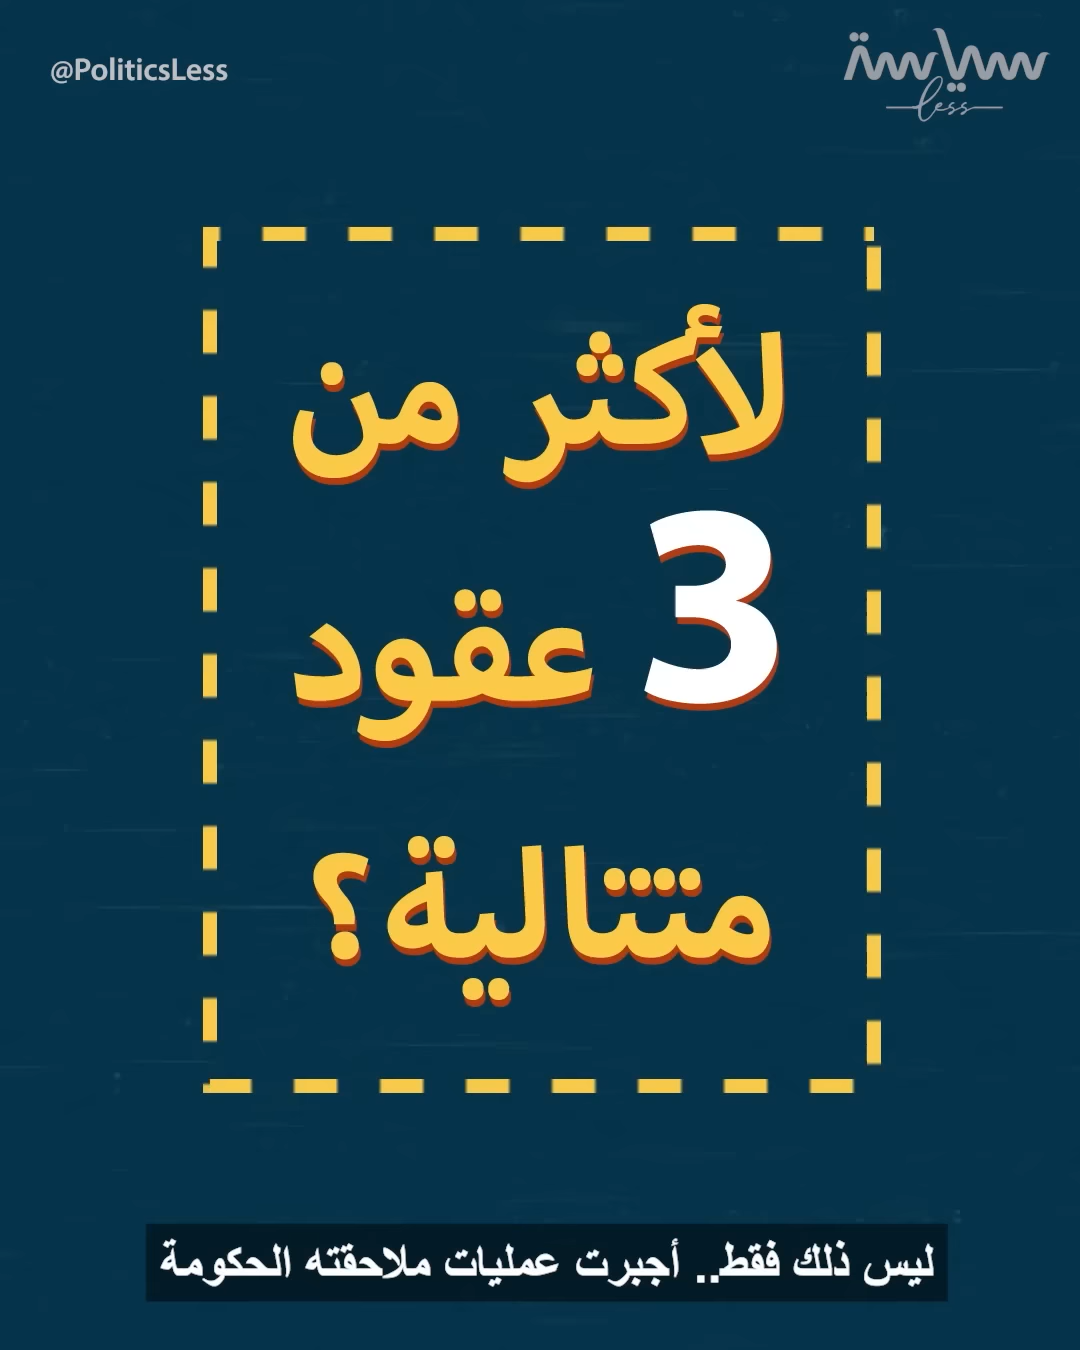 @PoliticsLess
سياسة
less
لأكثر من
3 عقود
متتالية؟
ليس ذلك فقط.. أجبرت عمليات ملاحقته الحكومة